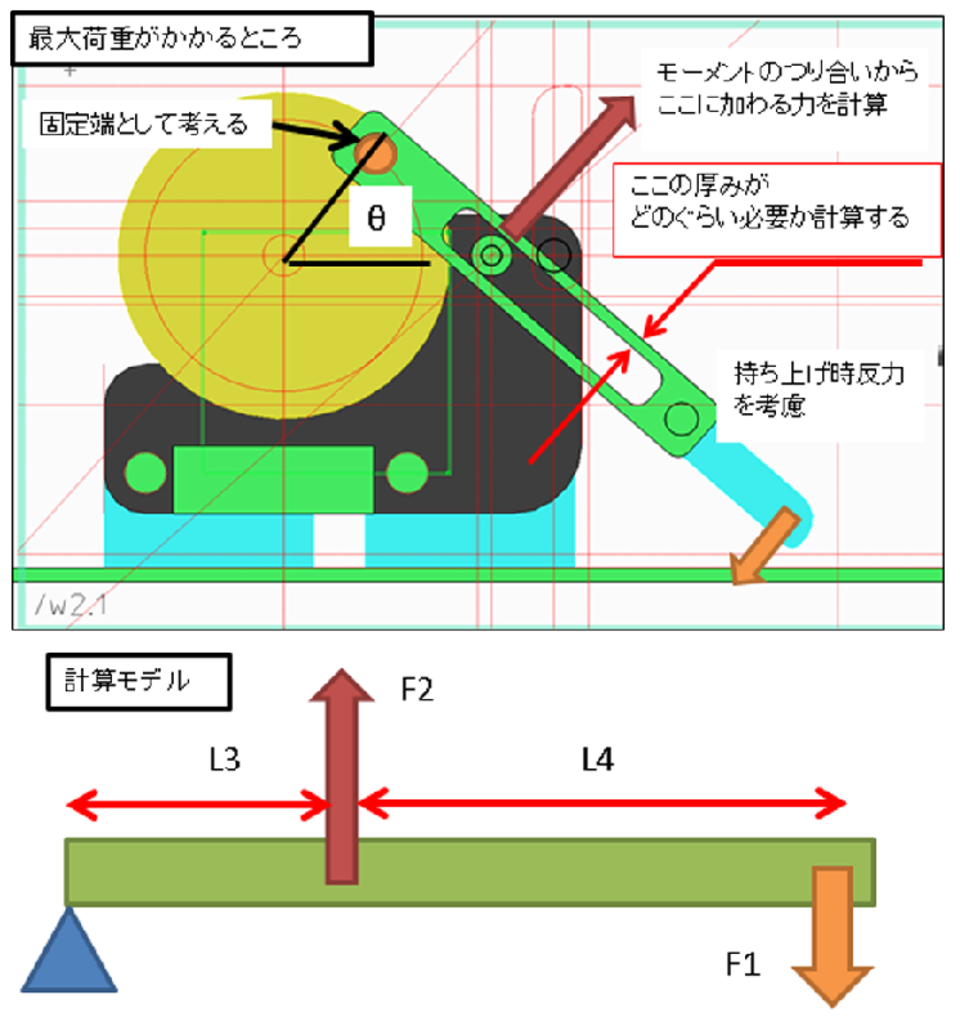 最大荷重がかかるところ
モーメントのつり合いから
ここに加わる力を計算
固定端として考える
ここの厚みが
どのぐらい必要か計算する
θ
持ち上げ時反力
を考慮
/w2.1
計算モデル
F2
L3
L4
F1